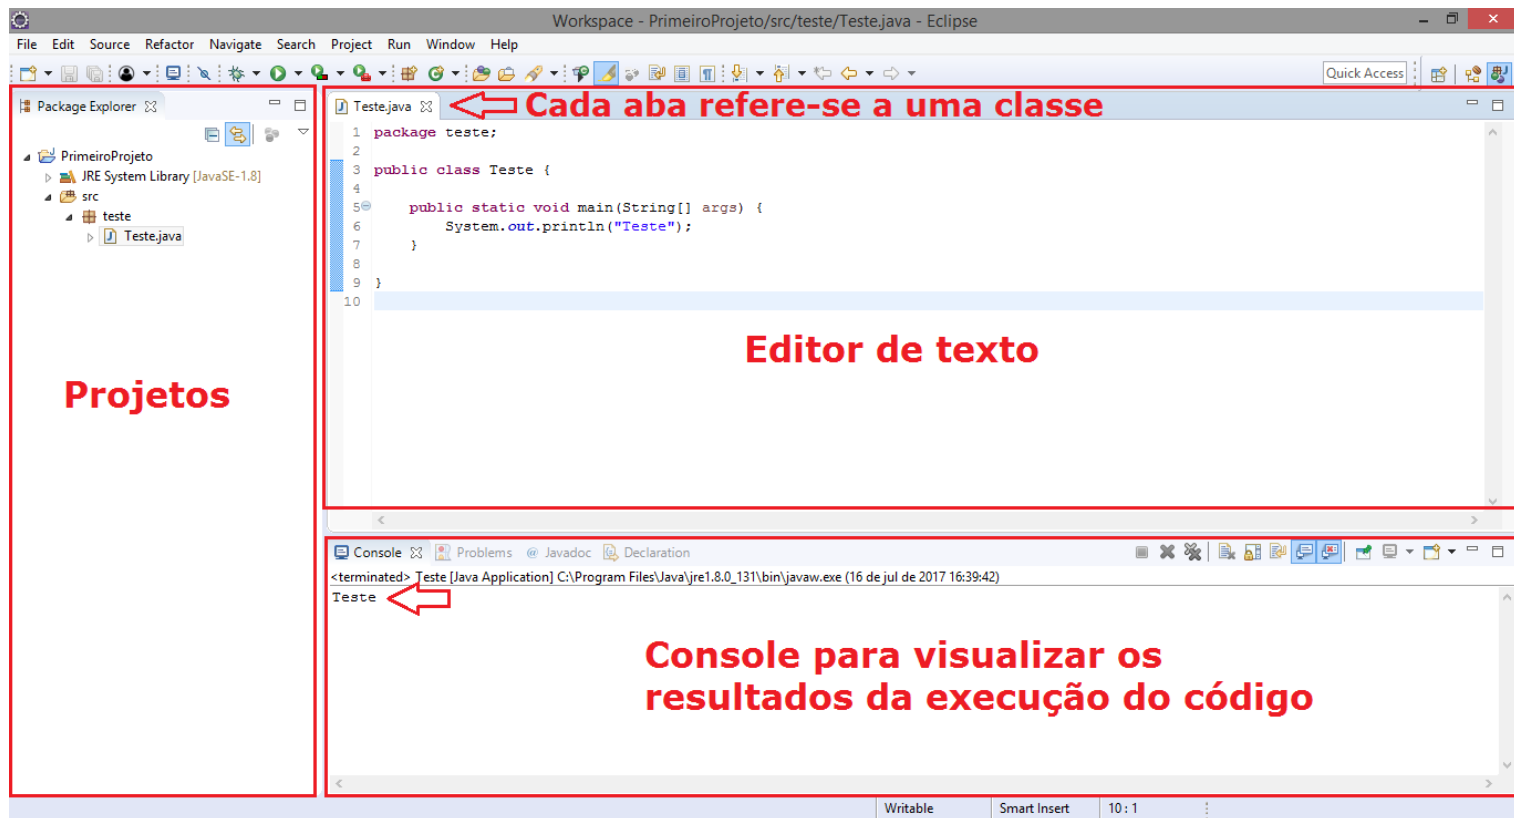 Workspace - PrimeiroProjeto/src/teste/Teste.java - Eclipse
File Edit Source Refactor Navigate Search Project Run Window Help
Quick Access
Package Explorer
PrimeiroProjeto
JRE System Library [JavaSE-1.8]
src
teste
Teste.java
Projetos
Teste.java
Cada aba refere-se a uma classe
1 package teste;
2
3 public class Teste {
4
5 public static void main(String[] args) {
6 System.out.println("Teste");
7 }
8
9 }
10
Editor de texto
Console Problems @ Javadoc Declaration
<terminated> Teste [Java Application] C:\Program Files\Java\jre1.8.0_131\bin\javaw.exe (16 de jul de 2017 16:39:42)
Teste
Console para visualizar os
resultados da execução do código
Writable Smart Insert 10 : 1